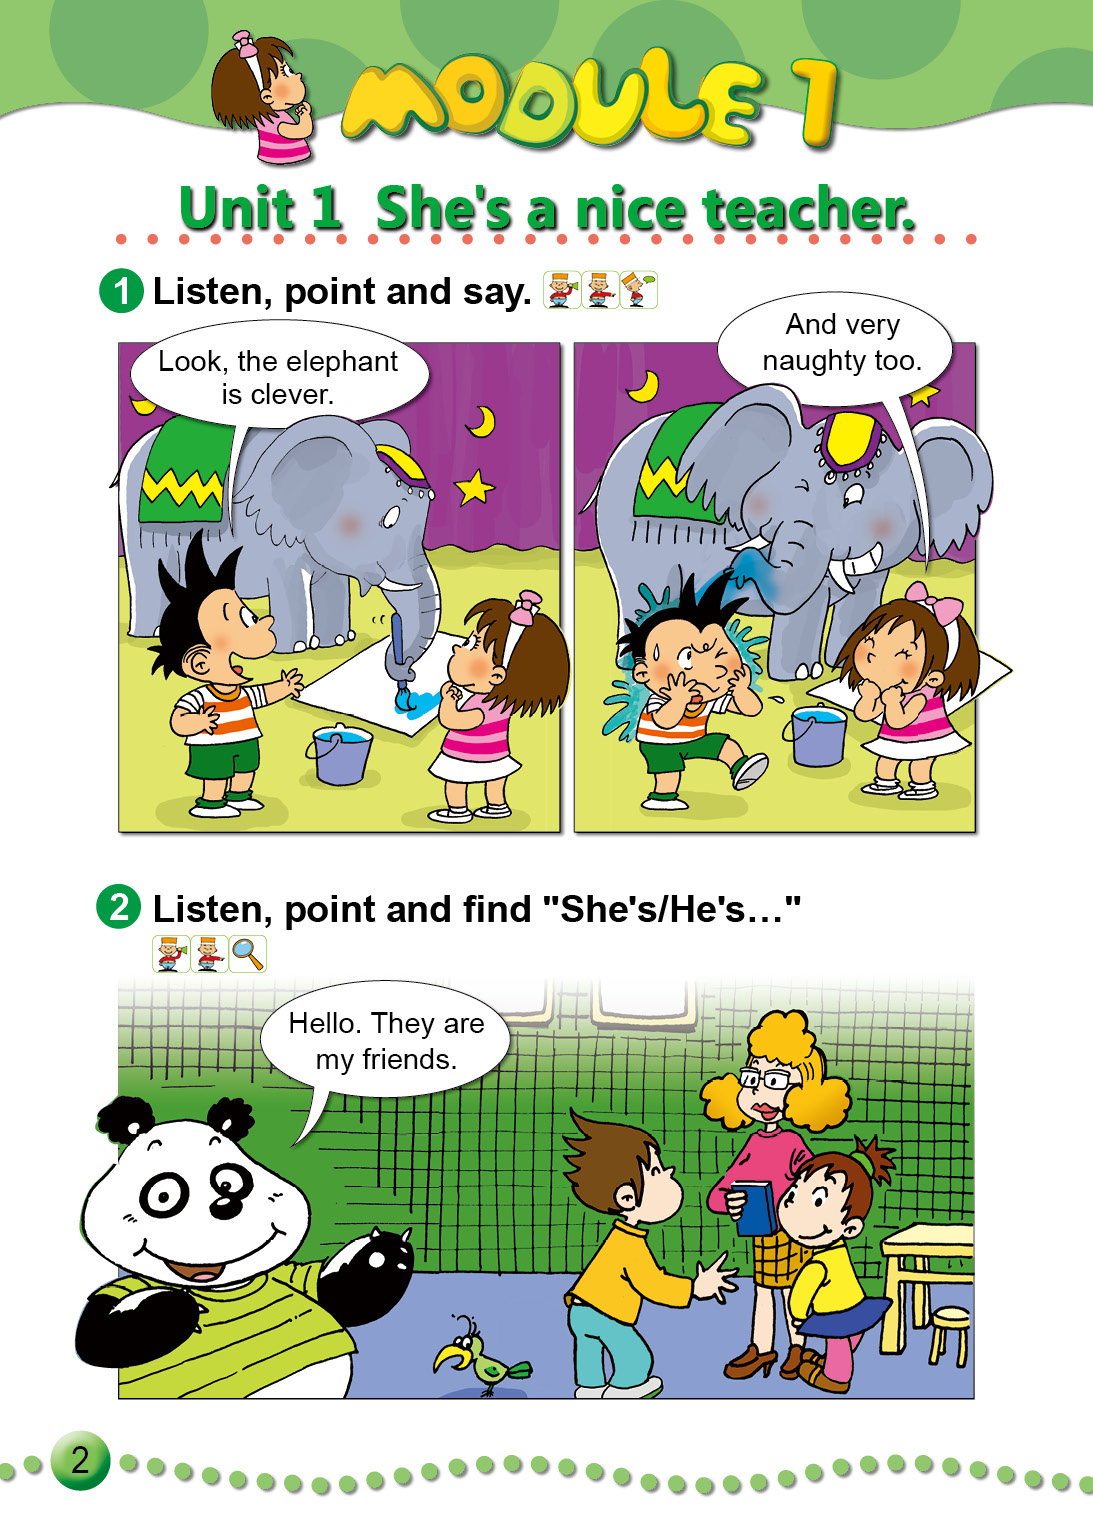 MODULE 1
Unit 1 She's a nice teacher.
1 Listen, point and say.
Look, the elephant
is clever.
And very
naughty too.
2 Listen, point and find "She's/He's…"
Hello. They are
my friends.
2